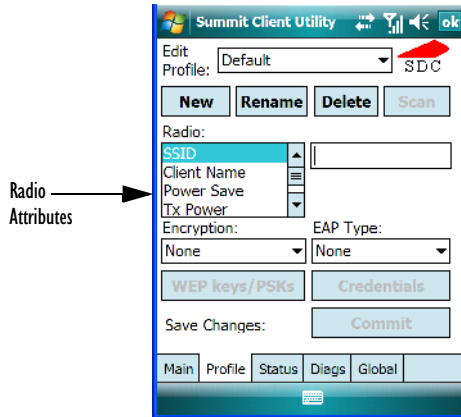 Summit Client Utility ok
Edit Profile: Default SDC
New Rename Delete Scan
Radio:
SSID
Client Name
Power Save
Tx Power
Radio Attributes
Encryption: EAP Type:
None None
WEP keys/PSKs Credentials
Save Changes: Commit
Main Profile Status Diags Global